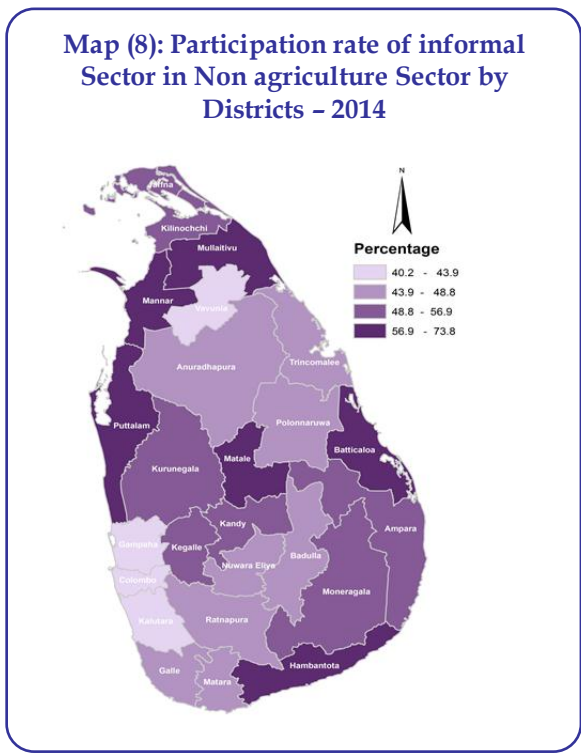 Map (8): Participation rate of informal
Sector in Non agriculture Sector by
Districts – 2014
N
Jaffna
Kilinochchi
Mullaitivu
Percentage
40.2 - 43.9
43.9 - 48.8
48.8 - 56.9
56.9 - 73.8
Mannar
Vavunia
Anuradhapura
Trincomalee
Puttalam
Polonnaruwa
Kurunegala
Matale
Batticaloa
Gampaha
Kegalle
Kandy
Ampara
Colombo
Nuwara Eliya
Badulla
Moneragala
Kalutara
Ratnapura
Galle
Matara
Hambantota